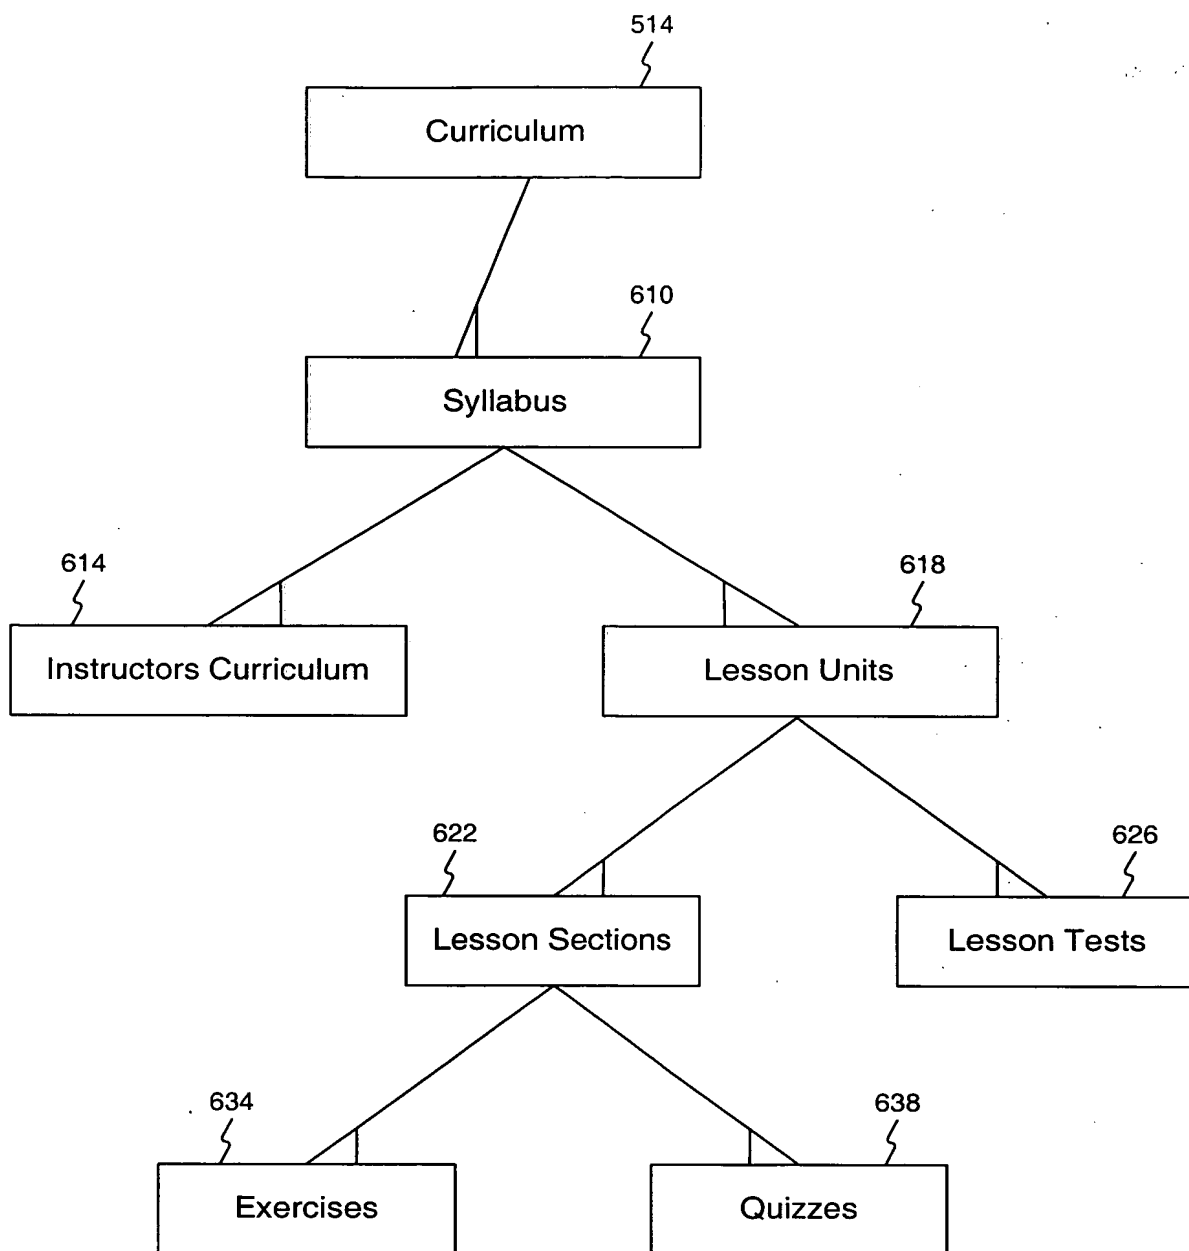 514
Curriculum
610
Syllabus
614
618
Instructors Curriculum
Lesson Units
622
626
Lesson Sections
Lesson Tests
634
638
Exercises
Quizzes